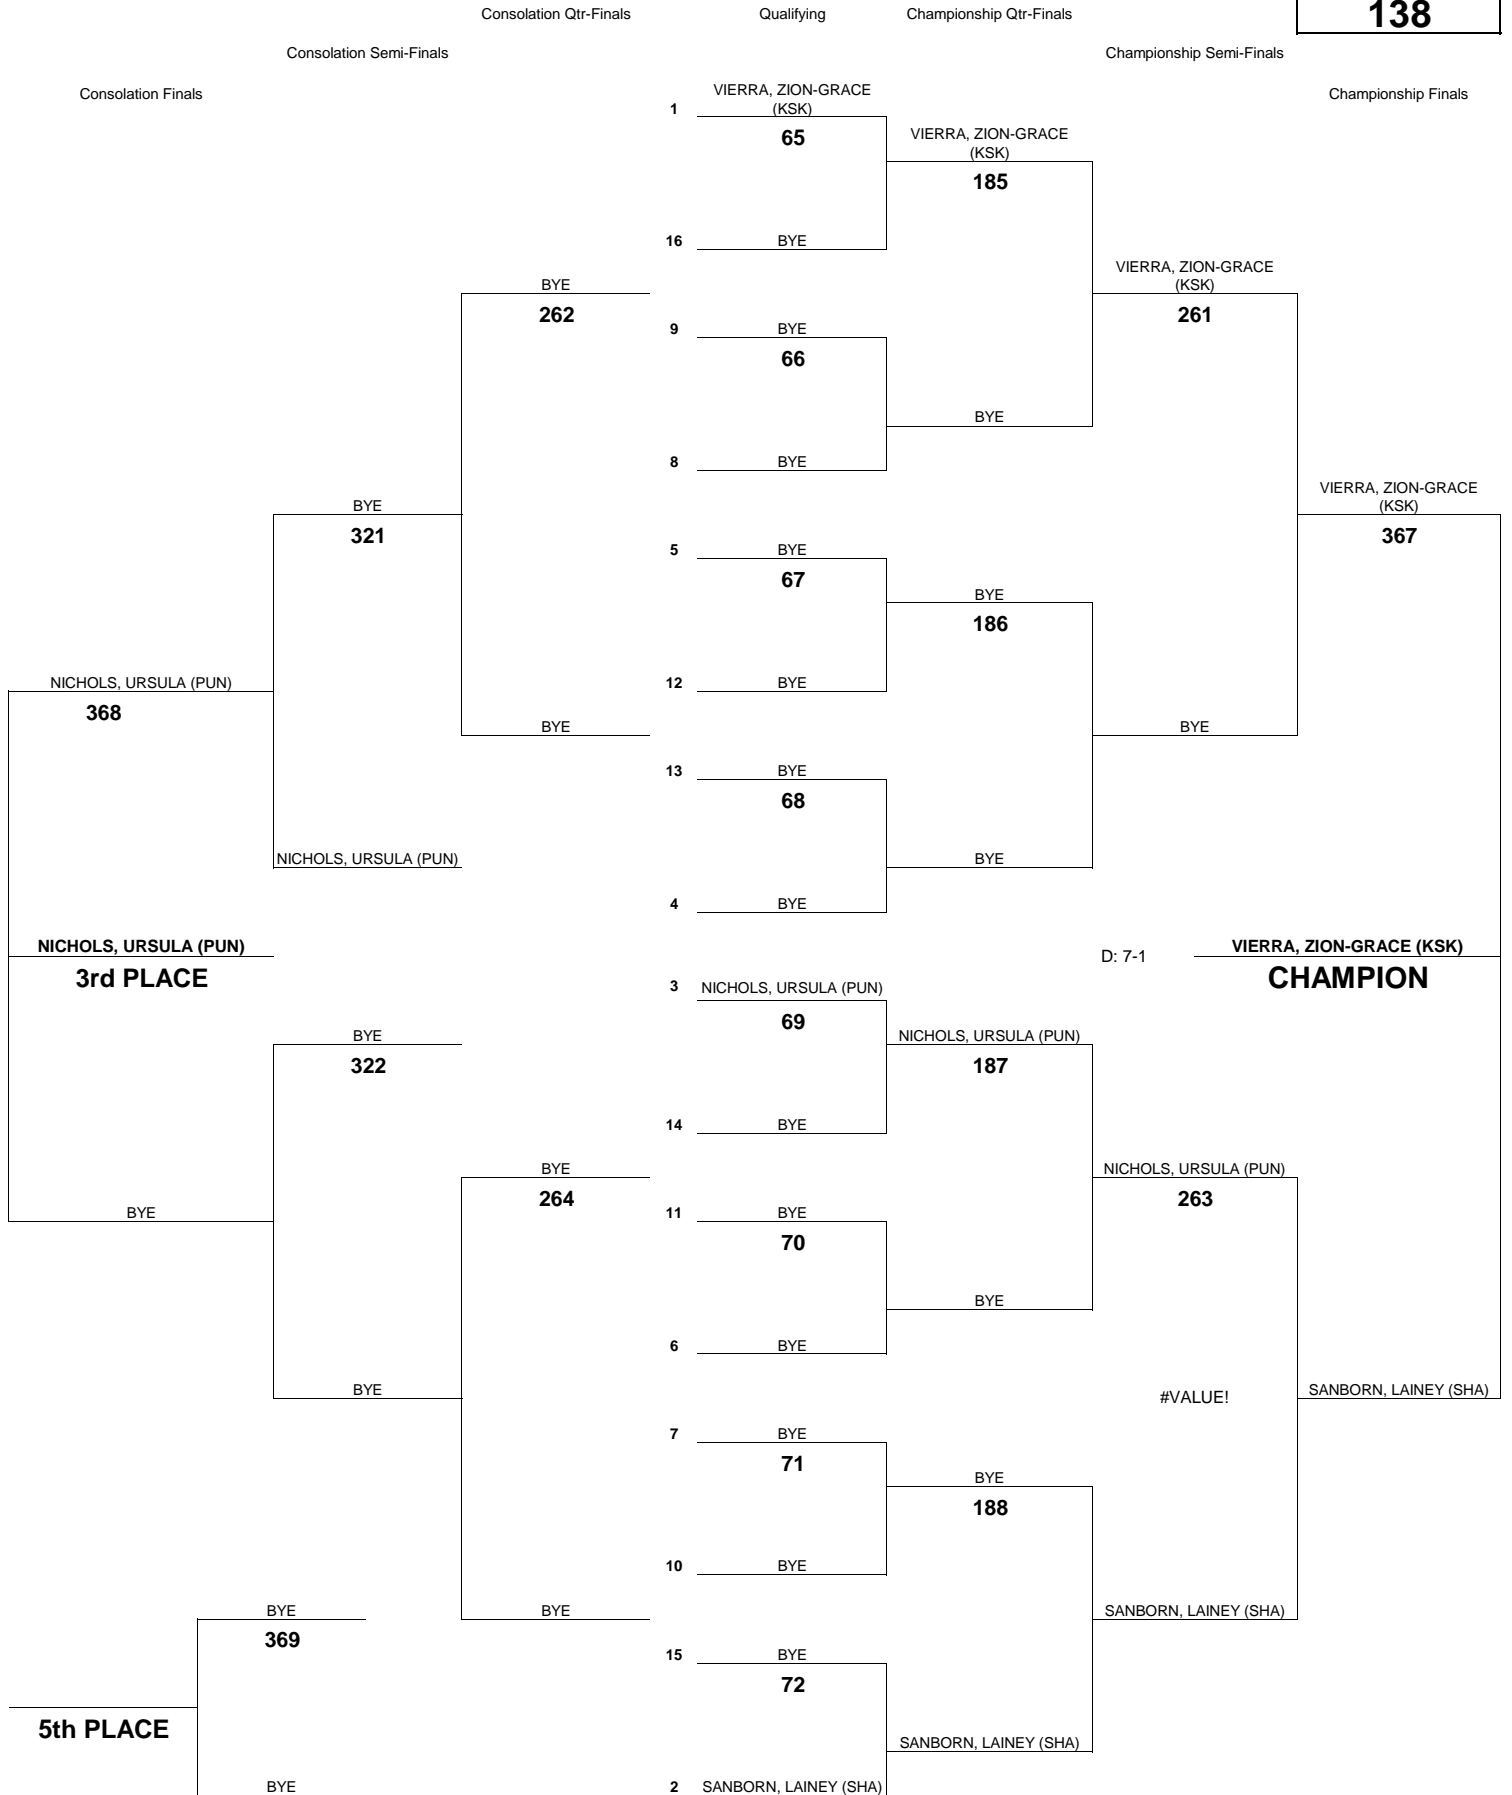 Consolation Qtr-Finals Qualifying Championship Qtr-Finals 138
Consolation Semi-Finals Championship Semi-Finals
Consolation Finals Championship Finals
VIERRA, ZION-GRACE
1 (KSK)
65 VIERRA, ZION-GRACE
(KSK)
185
16 BYE
VIERRA, ZION-GRACE
BYE (KSK)
262 261
9 BYE
66
BYE
8 BYE
VIERRA, ZION-GRACE
BYE (KSK)
321 367
5 BYE
67
BYE
186
NICHOLS, URSULA (PUN) 12 BYE
368
BYE BYE
13 BYE
68
NICHOLS, URSULA (PUN) BYE
4 BYE
NICHOLS, URSULA (PUN) D: 7-1 VIERRA, ZION-GRACE (KSK)
3rd PLACE CHAMPION
3 NICHOLS, URSULA (PUN)
69
BYE NICHOLS, URSULA (PUN)
322 187
14 BYE
BYE NICHOLS, URSULA (PUN)
264 263
BYE 11 BYE
70
BYE
6 BYE
BYE #VALUE! SANBORN, LAINEY (SHA)
7 BYE
71
BYE
188
10 BYE
BYE BYE SANBORN, LAINEY (SHA)
369
15 BYE
72
5th PLACE
SANBORN, LAINEY (SHA)
BYE 2 SANBORN, LAINEY (SHA)